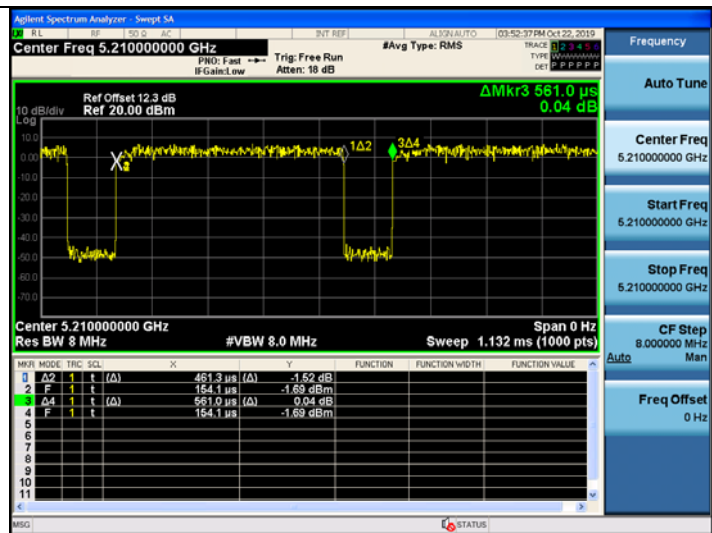 Agilent Spectrum Analyzer - Swept SA
RL RF 50 Ω AC INT REF ALIGN AUTO 03:52:37 PM Oct 22, 2019
Center Freq 5.210000000 GHz
#Avg Type: RMS
TRACE 1 2 3 4 5 6
TYPE WWWWWW
DET P P P P P P
PNO: Fast
IFGain:Low
Trig: Free Run
Atten: 18 dB
ΔMkr3 561.0 µs
0.04 dB
Ref Offset 12.3 dB
Ref 20.00 dBm
10 dB/div
Log
10.0
0.00
-10.0
-20.0
-30.0
-40.0
-50.0
-60.0
-70.0
X
1Δ2
3Δ4
Center 5.210000000 GHz
Span 0 Hz
Res BW 8 MHz
#VBW 8.0 MHz
Sweep 1.132 ms (1000 pts)
MKR MODE TRC SCL X Y FUNCTION FUNCTION WIDTH FUNCTION VALUE
1 Δ2 1 t (Δ) 461.3 µs (Δ) -1.52 dB
2 F 1 t 154.1 µs -1.69 dBm
3 Δ4 1 t (Δ) 561.0 µs (Δ) 0.04 dB
4 F 1 t 154.1 µs -1.69 dBm
5
6
7
8
9
10
11
MSG
STATUS
Frequency
Auto Tune
Center Freq
5.210000000 GHz
Start Freq
5.210000000 GHz
Stop Freq
5.210000000 GHz
CF Step
8.000000 MHz
Auto Man
Freq Offset
0 Hz